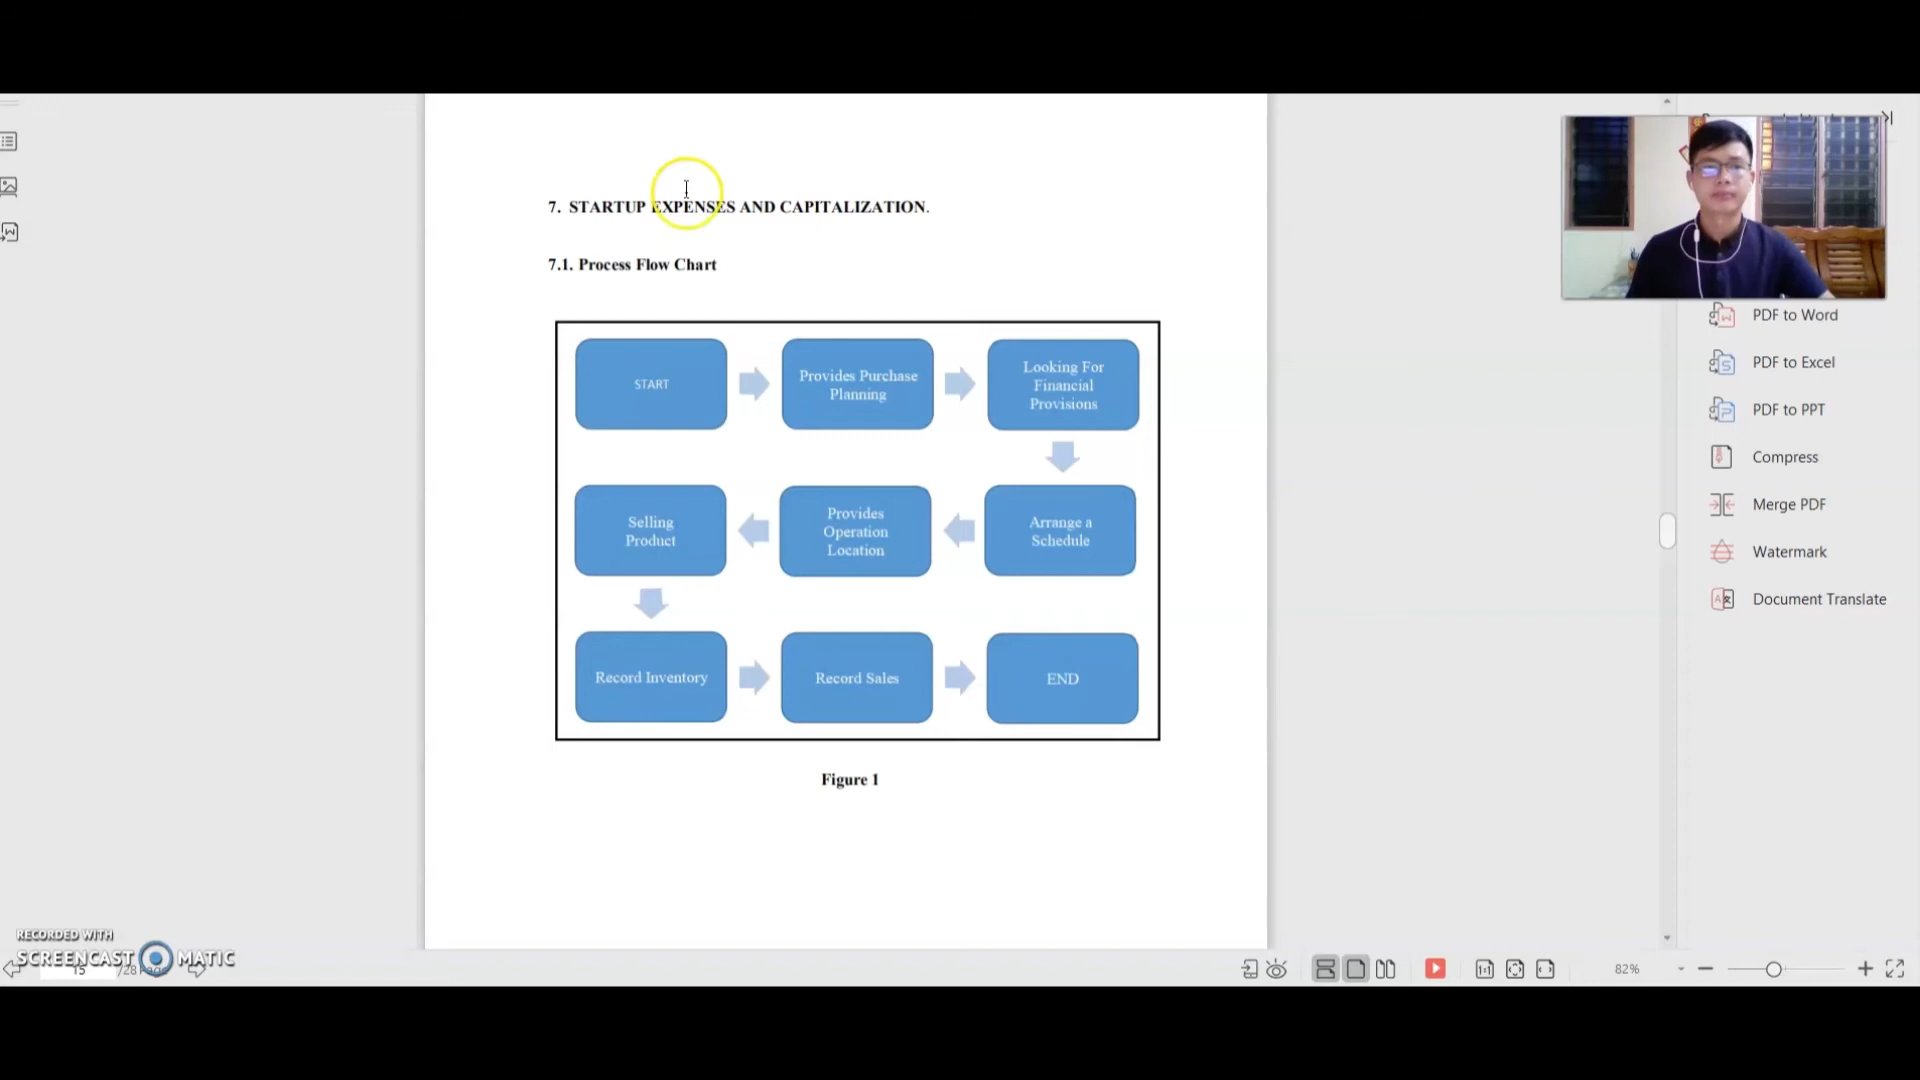 7. STARTUP EXPENSES AND CAPITALIZATION.
7.1. Process Flow Chart
START
Provides Purchase
Planning
Looking For
Financial
Provisions
Selling
Product
Provides
Operation
Location
Arrange a
Schedule
Record Inventory
Record Sales
END
Figure 1
PDF to Word
PDF to Excel
PDF to PPT
Compress
Merge PDF
Watermark
Document Translate
RECORDED WITH
SCREENCAST MATIC
15 /28
82%